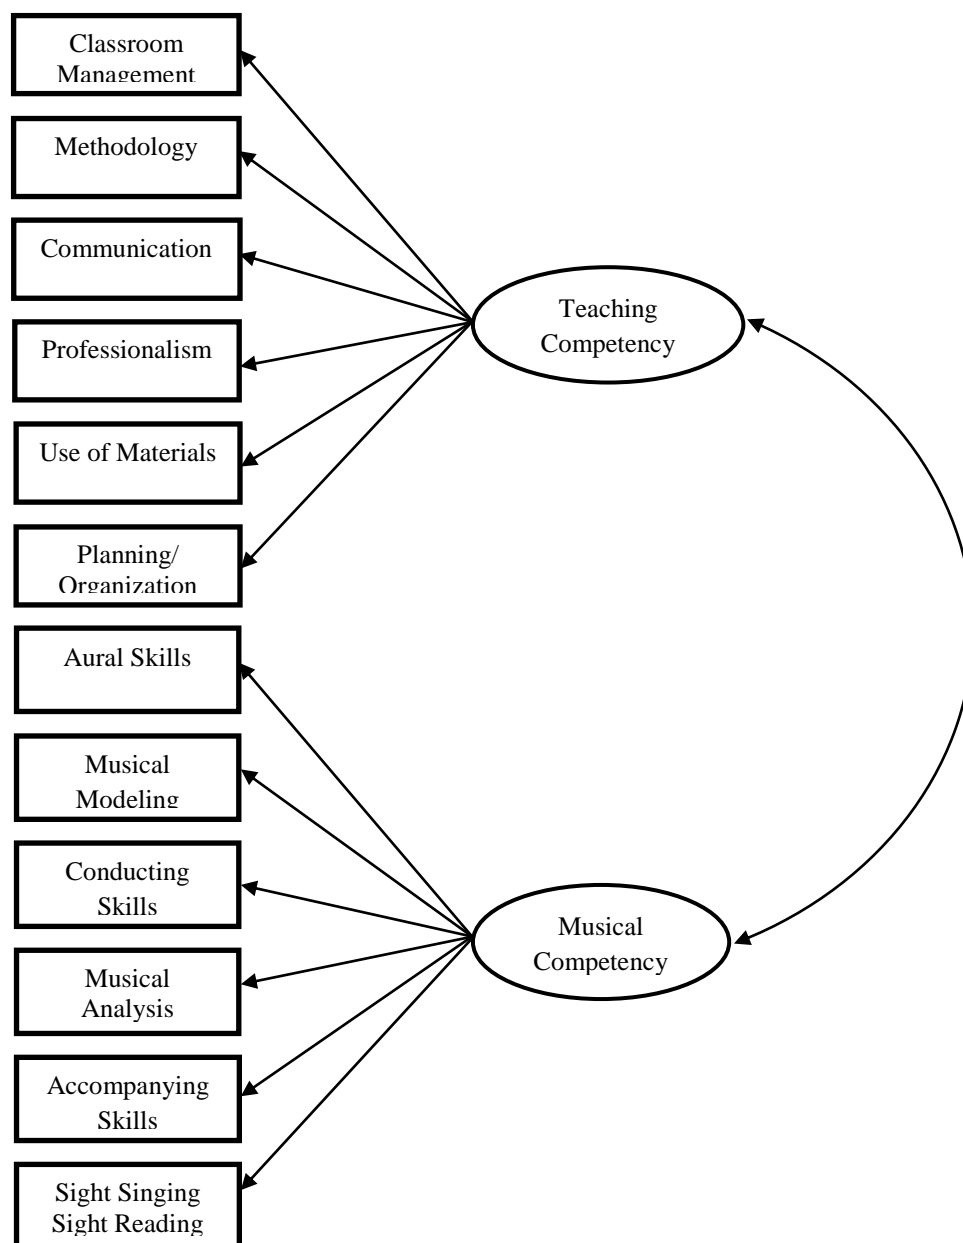 Classroom
Management
Methodology
Communication
Professionalism
Use of Materials
Planning/
Organization
Teaching
Competency
Aural Skills
Musical
Modeling
Conducting
Skills
Musical
Analysis
Accompanying
Skills
Sight Singing
Sight Reading
Musical
Competency